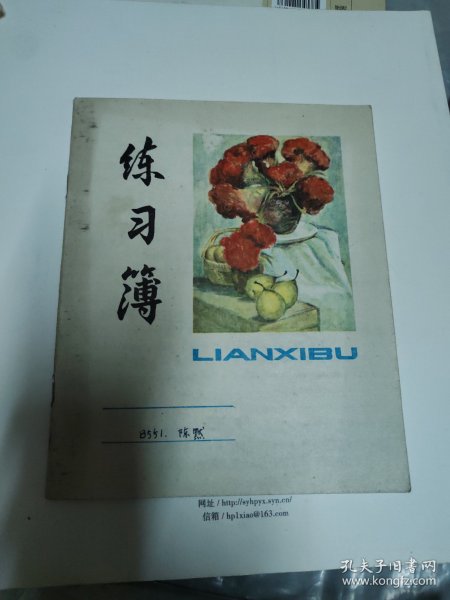 练习簿
LIANXIBU
8551. 陈默
网址 / http://syhpyx.syn.cn/
信箱 / hp1xiao@163.com
孔夫子旧书网
www.kongfz.com